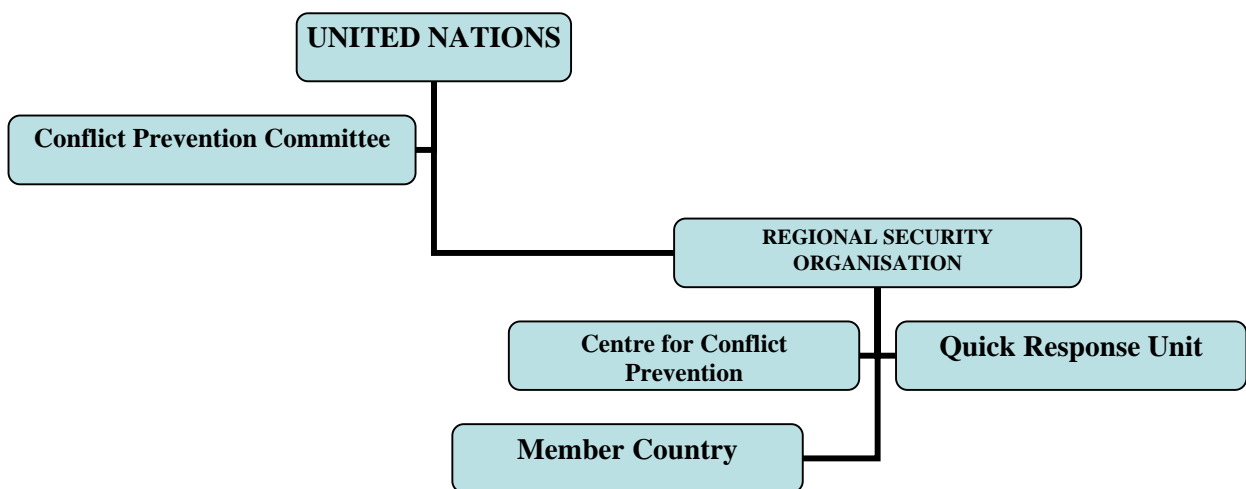 UNITED NATIONS
Conflict Prevention Committee
REGIONAL SECURITY
ORGANISATION
Centre for Conflict
Prevention
Quick Response Unit
Member Country